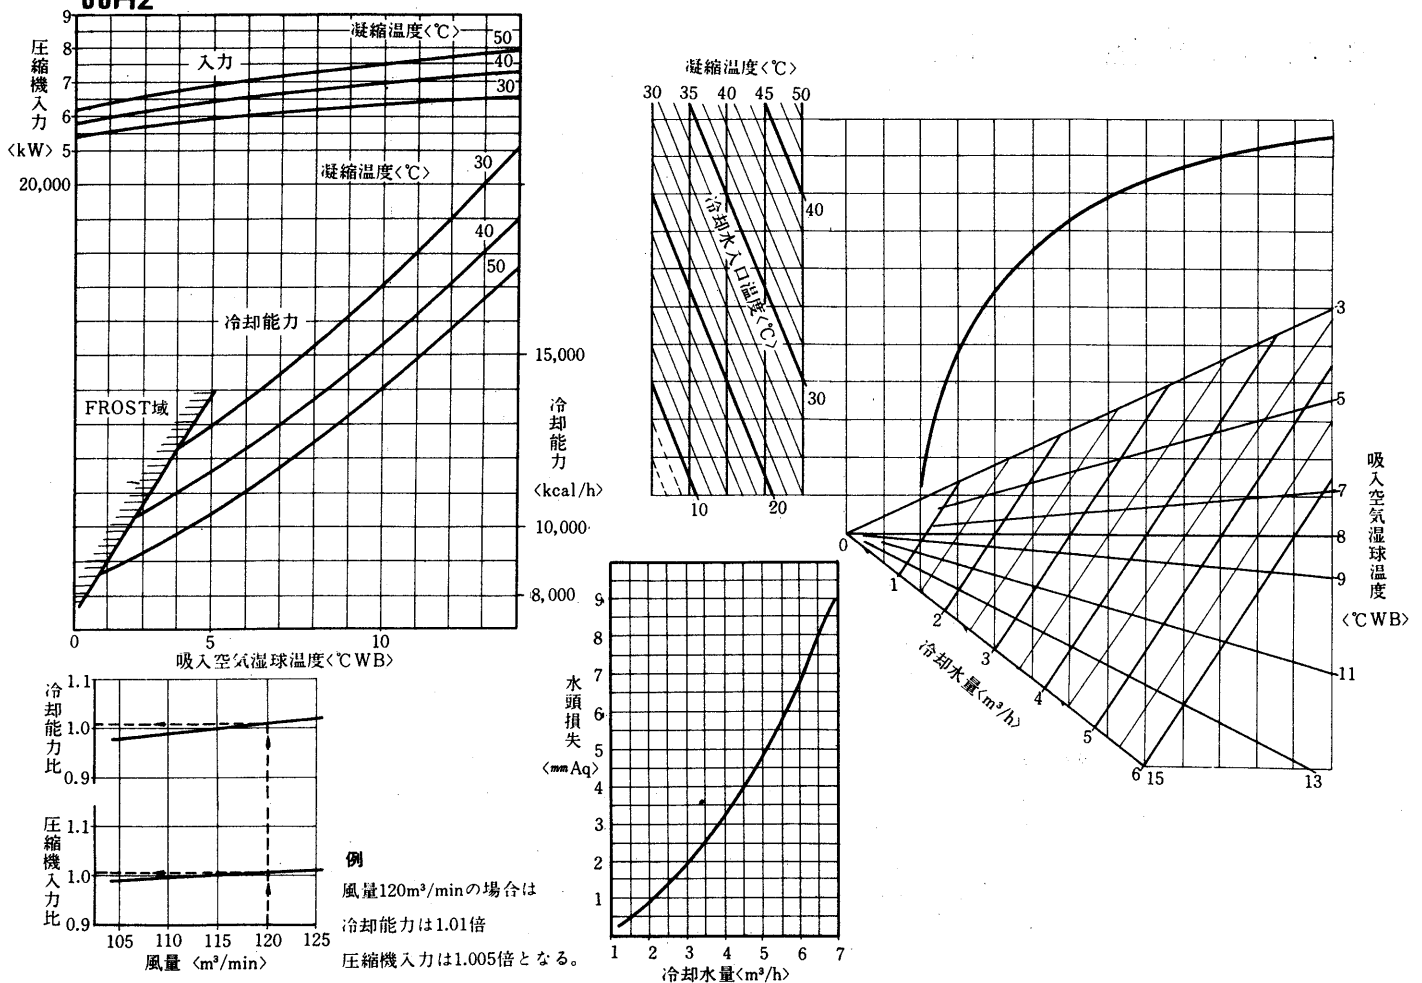 凝縮温度<℃>
50
40
30
入力
9
8
7
6
5
圧縮機入力
<kW>
20,000
凝縮温度<℃>
30
40
50
冷却能力
FROST域
15,000
10,000
8,000
冷却能力
<kcal/h>
0
5
10
吸入空気湿球温度<℃WB>
冷却能力比
1.1
1.0
0.9
圧縮機入力比
1.1
1.0
0.9
105
110
115
120
125
風量 <m³/min>
例
風量120m³/minの場合は
冷却能力は1.01倍
圧縮機入力は1.005倍となる。
凝縮温度<℃>
30 35 40 45 50
冷却水入口温度<℃>
40
30
10
20
3
5
7
8
9
11
13
15
吸入空気湿球温度
<℃WB>
0
1
2
3
4
5
6
冷却水量<m³/h>
水頭損失
<mmAq>
9
8
7
6
5
4
3
2
1
1 2 3 4 5 6 7
冷却水量<m³/h>